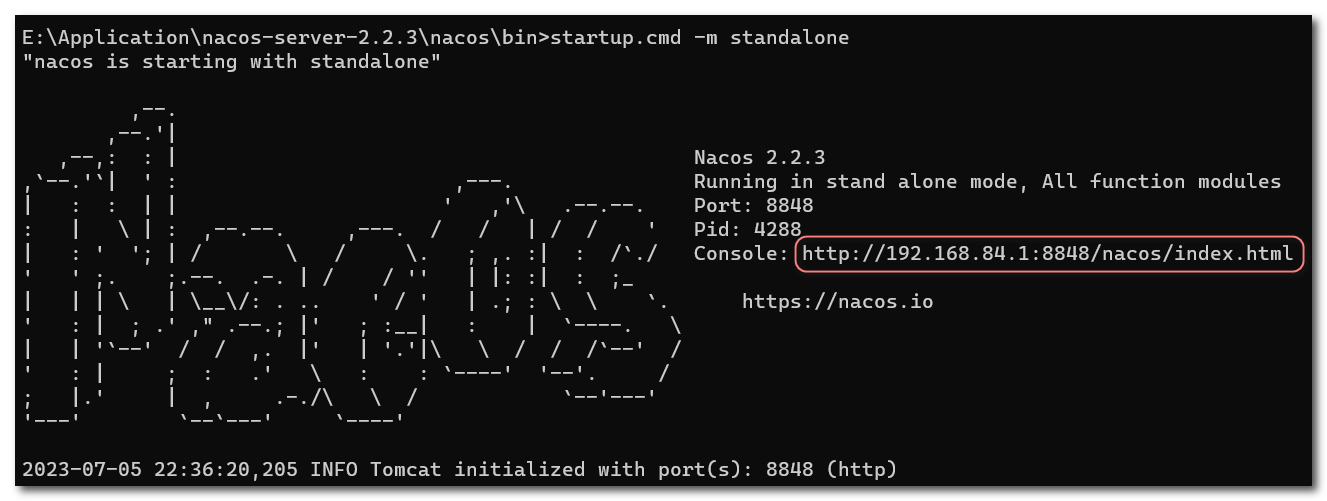 E:\Application\nacos-server-2.2.3\nacos\bin>startup.cmd -m standalone
"nacos is starting with standalone"
Nacos 2.2.3
Running in stand alone mode, All function modules
Port: 8848
Pid: 4288
Console: http://192.168.84.1:8848/nacos/index.html
https://nacos.io
2023-07-05 22:36:20,205 INFO Tomcat initialized with port(s): 8848 (http)